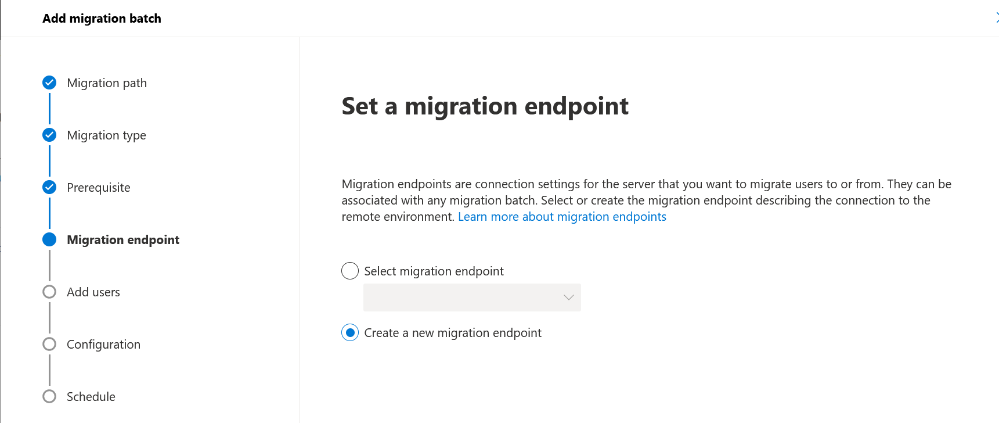 Add migration batch
Migration path
Migration type
Prerequisite
Migration endpoint
Add users
Configuration
Schedule
Set a migration endpoint
Migration endpoints are connection settings for the server that you want to migrate users to or from. They can be
associated with any migration batch. Select or create the migration endpoint describing the connection to the
remote environment. Learn more about migration endpoints
Select migration endpoint
Create a new migration endpoint